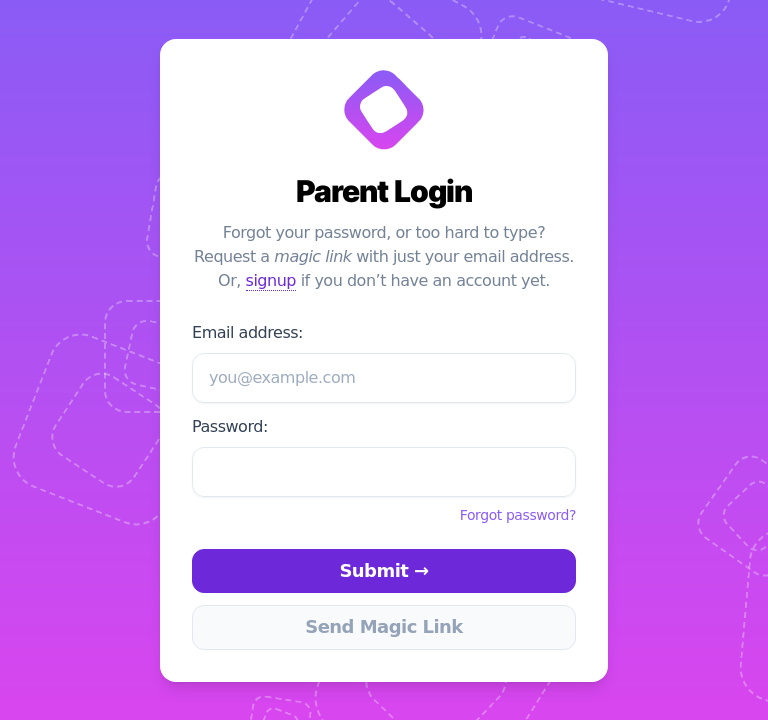 Parent Login
Forgot your password, or too hard to type?
Request a magic link with just your email address.
Or, signup if you don’t have an account yet.
Email address:
you@example.com
Password:
Forgot password?
Submit →
Send Magic Link